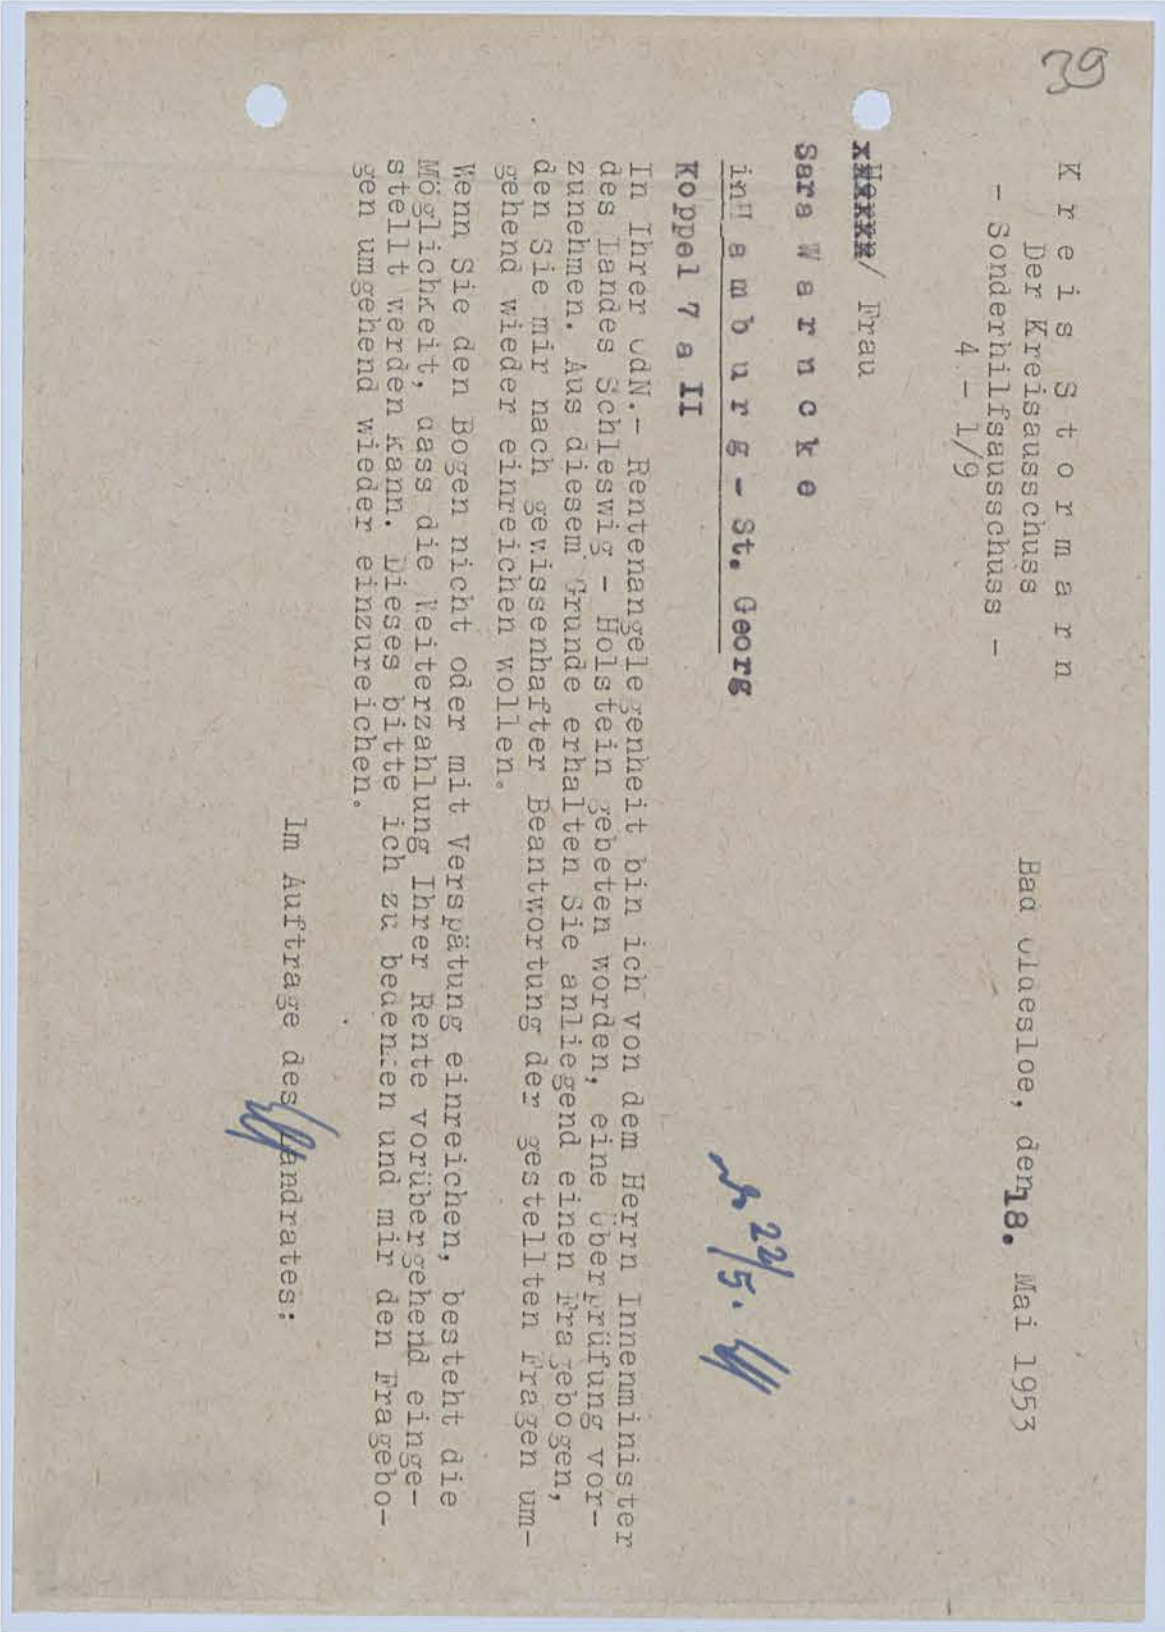 39
Kreis Stormarn
Der Kreisausschuss
- Sonderhilfsausschuss -
4 - 1/9
Bad Oldesloe, den 18. Mai 1953
/ Frau
Sara Warncke
in Hamburg - St. Georg
Koppel 7 a II
22/5.
In Ihrer OdN.- Rentenangelegenheit bin ich von dem Herrn Innenminister
des Landes Schleswig - Holstein gebeten worden, eine Überprüfung vor-
zunehmen. Aus diesem Grunde erhalten Sie anliegend einen Fragebogen,
den Sie mir nach gewissenhafter Beantwortung der gestellten Fragen um-
gehend wieder einreichen wollen.
Wenn Sie den Bogen nicht oder mit Verspätung einreichen, besteht die
Möglichkeit, dass die Weiterzahlung Ihrer Rente vorübergehend einge-
stellt werden kann. Dieses bitte ich zu bedenken und mir den Fragebo-
gen umgehend wieder einzureichen.
Im Auftrage des Landrates: